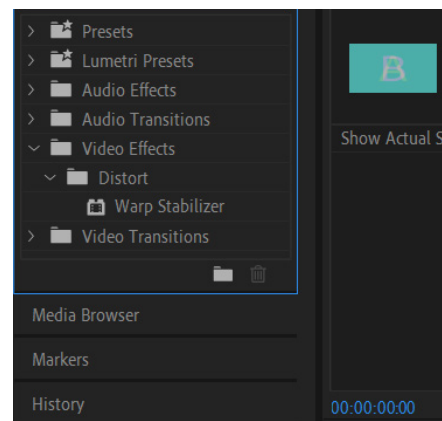 Presets
Lumetri Presets
Audio Effects
Audio Transitions
Video Effects
Distort
Warp Stabilizer
Video Transitions
Media Browser
Markers
History
B
Show Actual S
00:00:00:00